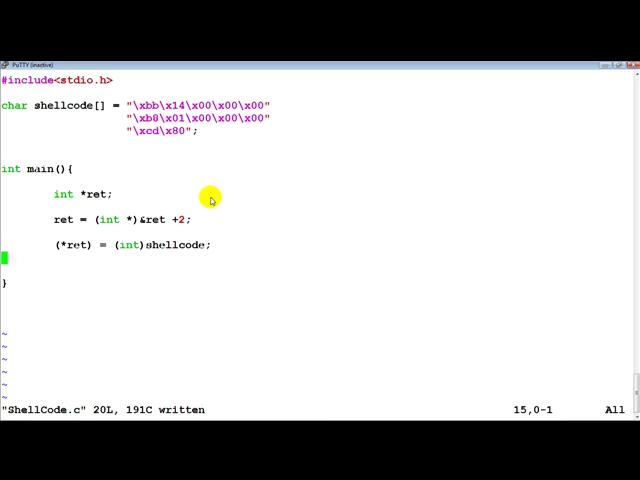 PuTTY (inactive)
#include<stdio.h>
char shellcode[] = "\xbb\x14\x00\x00\x00"
"\xb8\x01\x00\x00\x00"
"\xcd\x80";
int main(){
int *ret;
ret = (int *)&ret +2;
(*ret) = (int)shellcode;
}
~
~
~
~
~
~
"ShellCode.c" 20L, 191C written 15,0-1 All